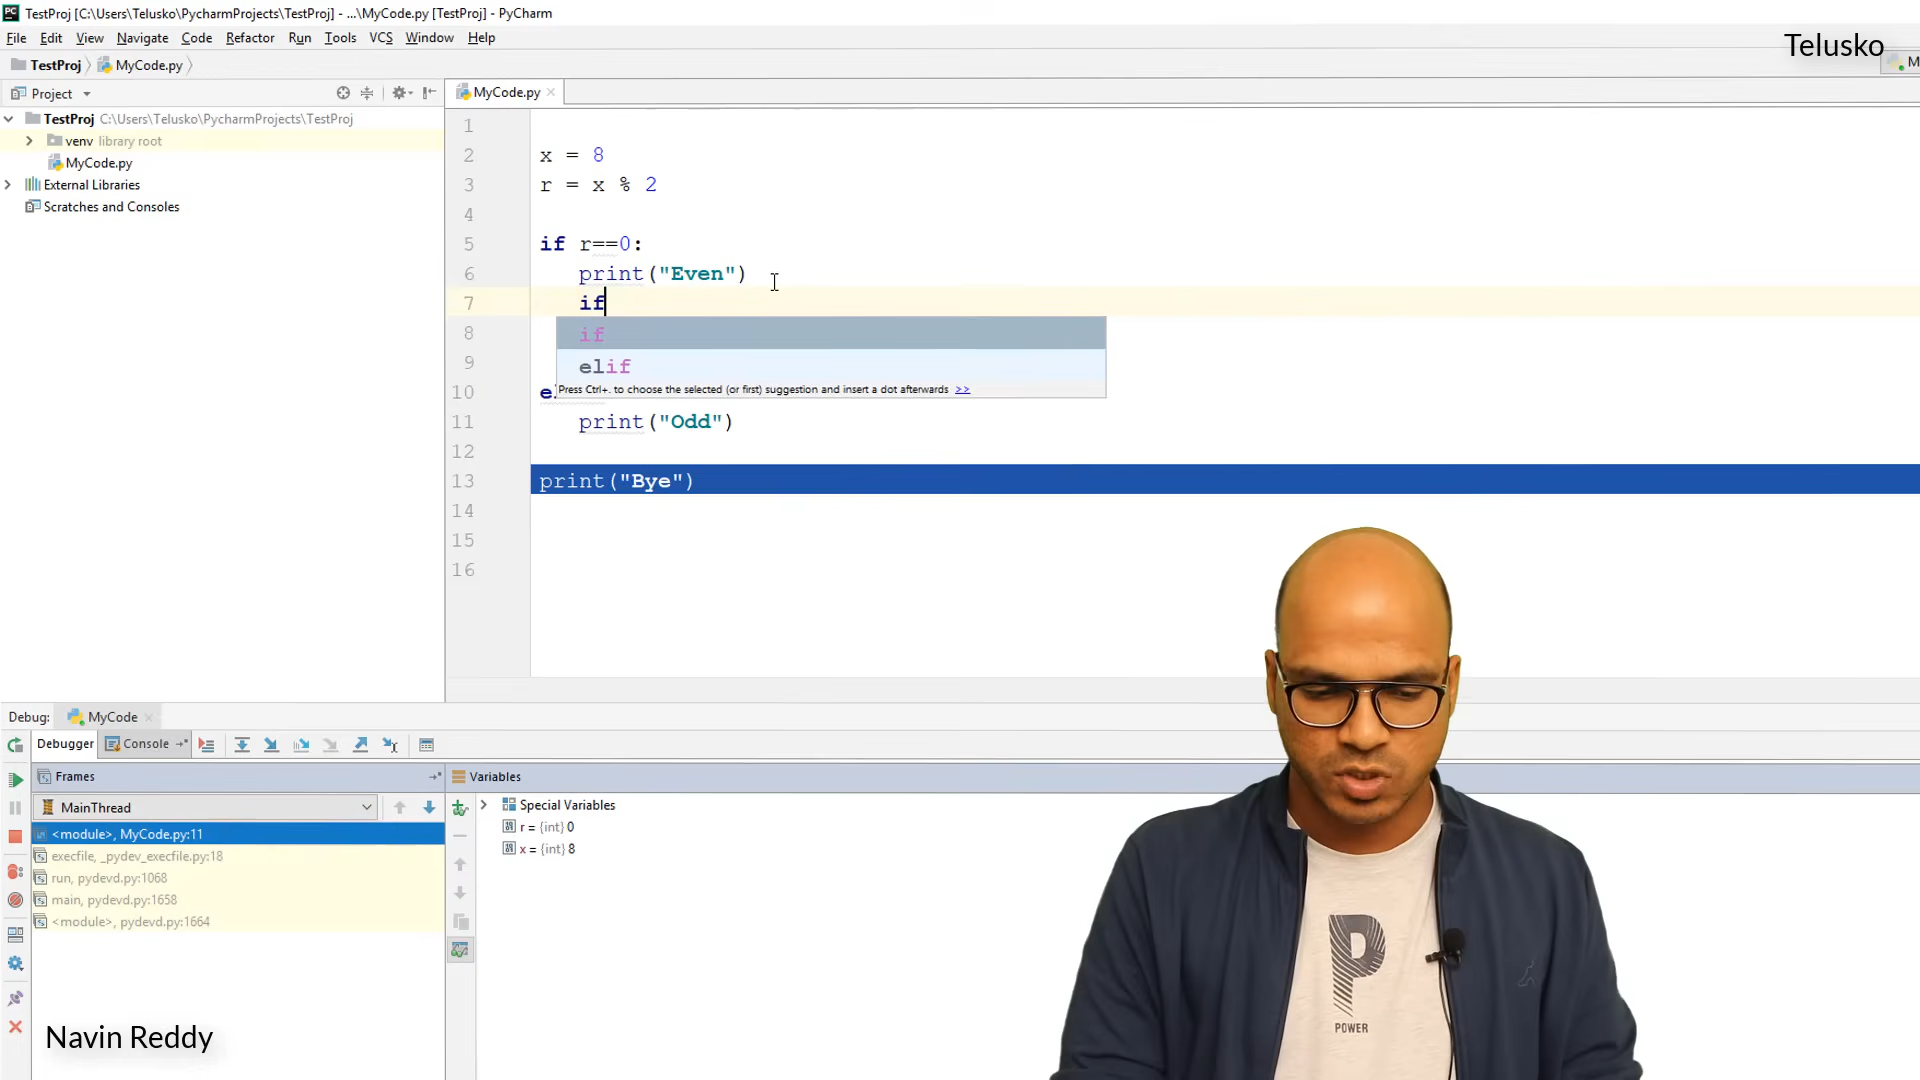 TestProj [C:\Users\Telusko\PycharmProjects\TestProj] - ...\MyCode.py [TestProj] - PyCharm
File Edit View Navigate Code Refactor Run Tools VCS Window Help
Telusko
TestProj MyCode.py
M
Project
MyCode.py
TestProj C:\Users\Telusko\PycharmProjects\TestProj
venv library root
MyCode.py
External Libraries
Scratches and Consoles
1
2 x = 8
3 r = x % 2
4
5 if r==0:
6 print("Even")
7 if
8 if
9 elif
Press Ctrl+. to choose the selected (or first) suggestion and insert a dot afterwards >>
10
11 print("Odd")
12
13 print("Bye")
14
15
16
Debug: MyCode
Debugger Console
Frames
Variables
MainThread
<module>, MyCode.py:11
execfile, _pydev_execfile.py:18
run, pydevd.py:1068
main, pydevd.py:1658
<module>, pydevd.py:1664
Special Variables
r = {int} 0
x = {int} 8
P
POWER
Navin Reddy